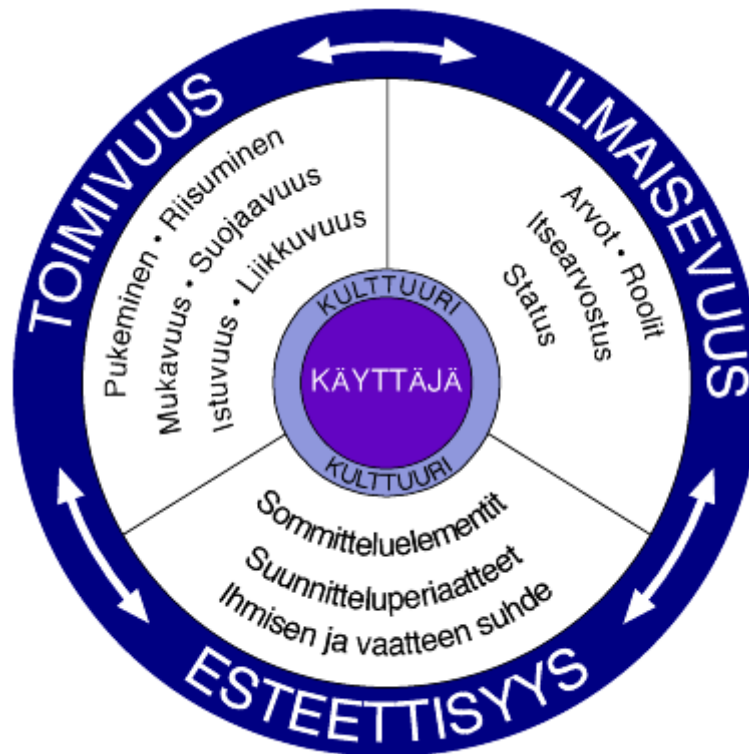 TOIMIVUUS
ILMAISEVUUS
Pukeminen • Riisuminen
Mukavuus • Suojaavuus
Istuvuus • Liikkuvuus
Arvot • Roolit
Itsearvostus
Status
KULTTUURI
KÄYTTÄJÄ
KULTTUURI
Sommitteluelementit
Suunnitteluperiaatteet
Ihmisen ja vaatteen suhde
ESTEETTISYYS